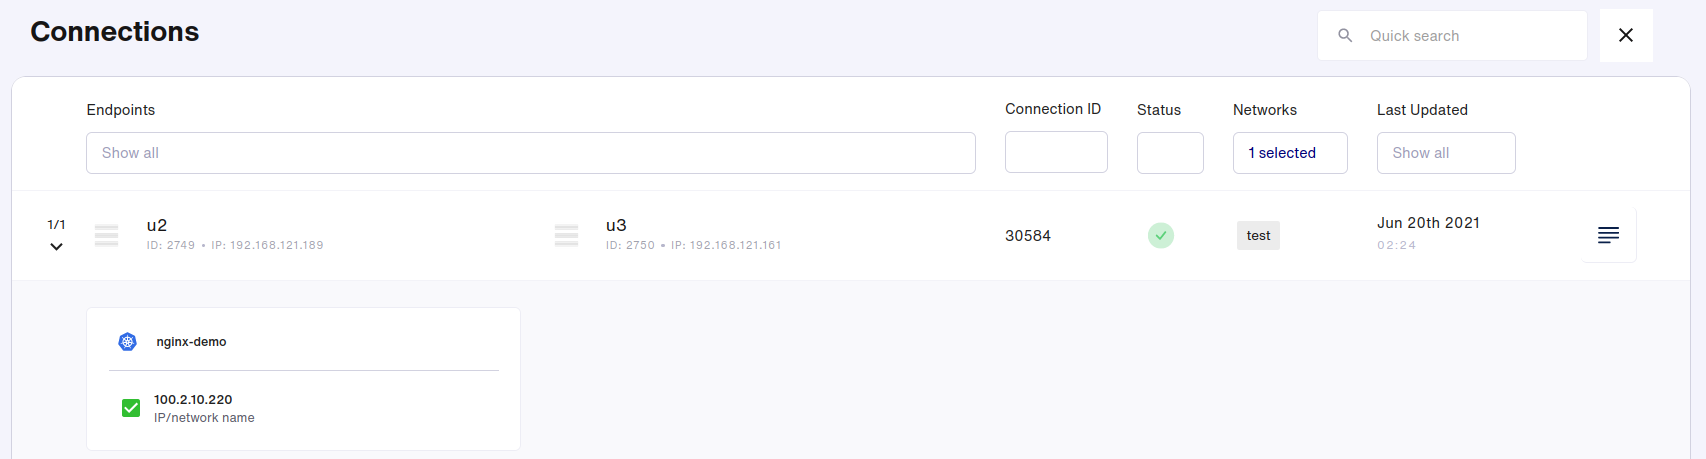 Connections
Quick search
Endpoints
Connection ID
Status
Networks
Last Updated
Show all
1 selected
Show all
1/1
u2
ID: 2749 • IP: 192.168.121.189
u3
ID: 2750 • IP: 192.168.121.161
30584
test
Jun 20th 2021
02:24
nginx-demo
100.2.10.220
IP/network name